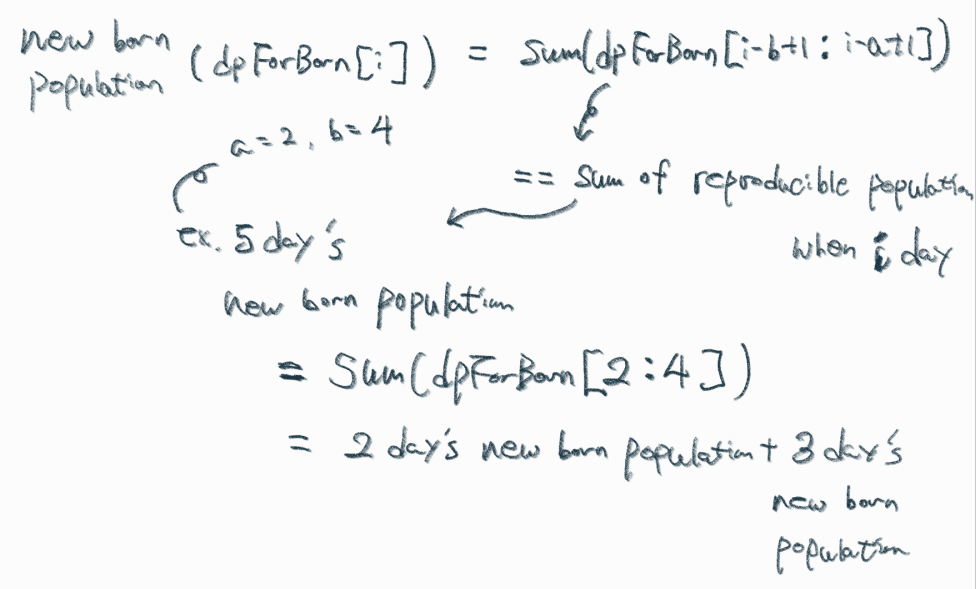 new born population (dpForBorn[i]) = Sum(dpForBorn[i-b+1 : i-a+1])
a=2, b=4
== Sum of reproducible population
when i day
ex. 5 day's
new born population
= Sum(dpForBorn[2:4])
= 2 day's new born population + 3 day's
new born
population